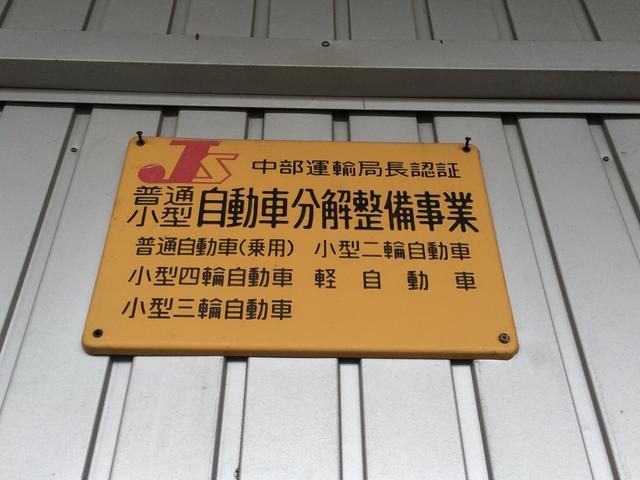 JS 中部運輸局長認証
普通小型自動車分解整備事業
普通自動車(乗用) 小型二輪自動車
小型四輪自動車 軽自動車
小型三輪自動車